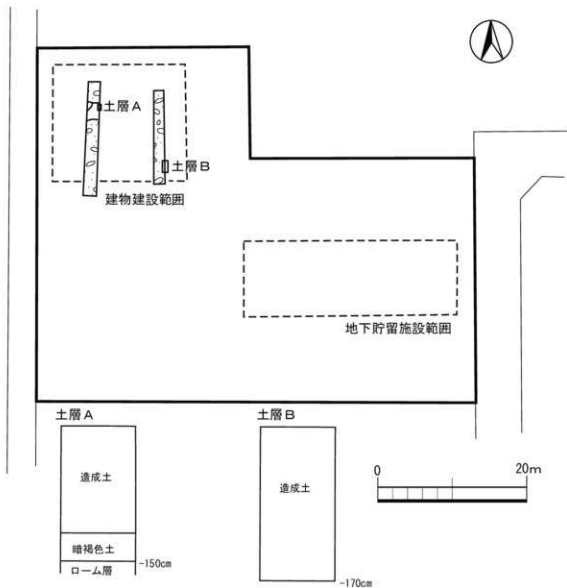 土層A
土層B
建物建設範囲
地下貯留施設範囲
土層A
土層B
造成土
暗褐色土
ローム層
-150cm
造成土
-170cm
0
20m